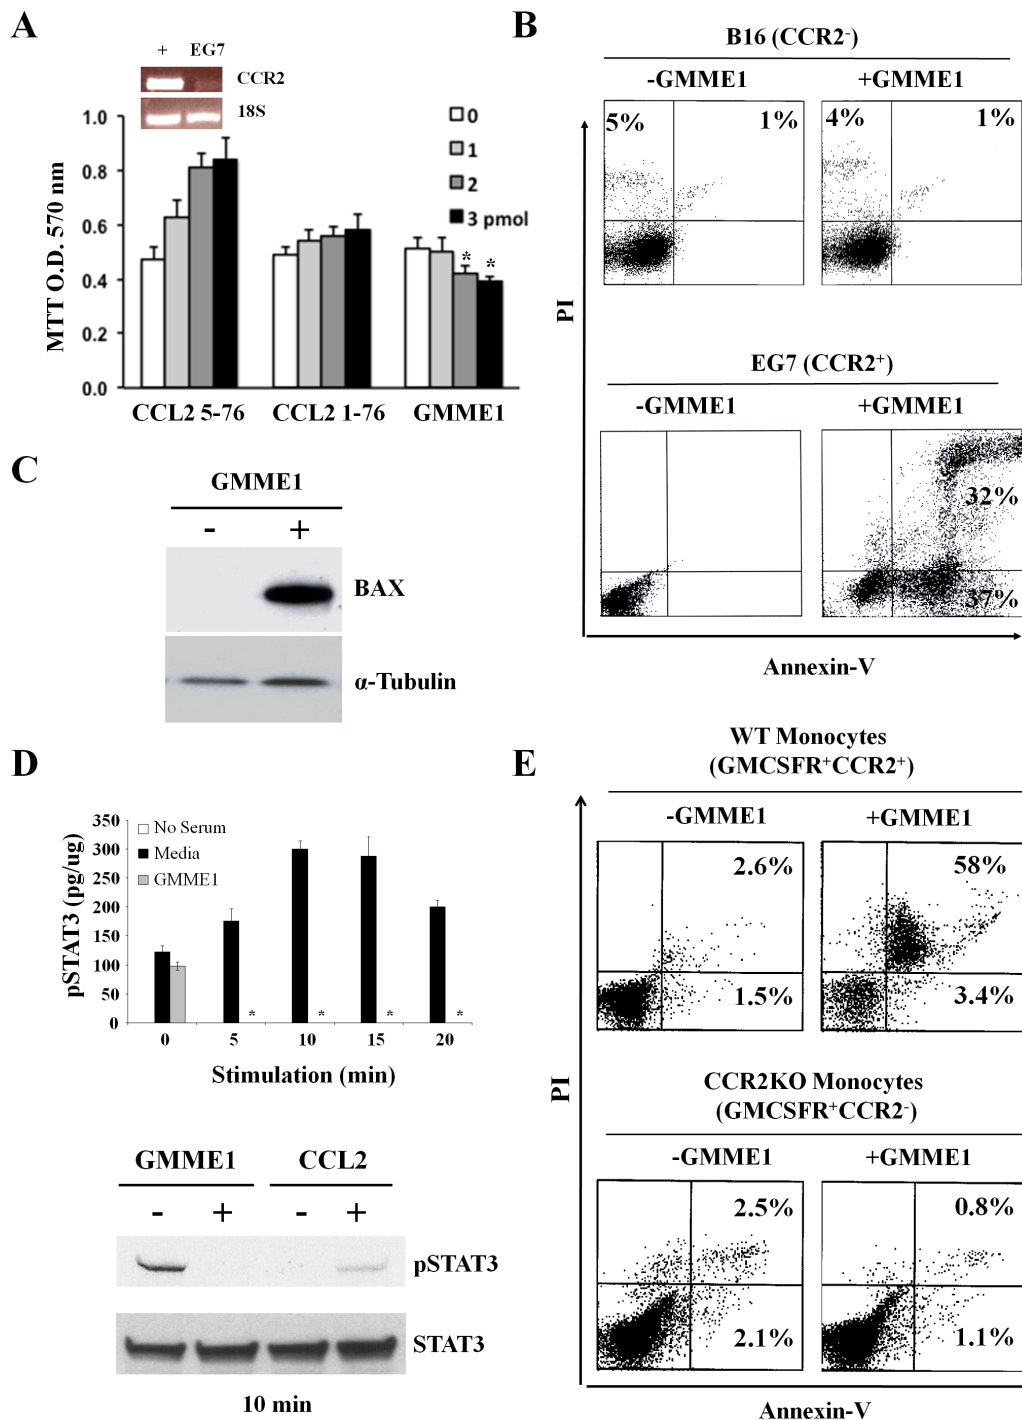 A
+ EG7
CCR2
18S
MTT O.D. 570 nm
1.0
0.8
0.6
0.4
0.2
0.0
0
1
2
3 pmol
*
*
CCL2 5-76
CCL2 1-76
GMME1
B
B16 (CCR2-)
-GMME1
+GMME1
5%
1%
4%
1%
EG7 (CCR2+)
-GMME1
+GMME1
32%
37%
PI
Annexin-V
C
GMME1
- +
BAX
α-Tubulin
D
pSTAT3 (pg/ug)
350
300
250
200
150
100
50
0
No Serum
Media
GMME1
* * * *
0 5 10 15 20
Stimulation (min)
GMME1 CCL2
- + - +
pSTAT3
STAT3
10 min
E
WT Monocytes
(GMCSFR+CCR2+)
-GMME1
+GMME1
2.6%
1.5%
58%
3.4%
CCR2KO Monocytes
(GMCSFR+CCR2-)
-GMME1
+GMME1
2.5%
2.1%
0.8%
1.1%
PI
Annexin-V